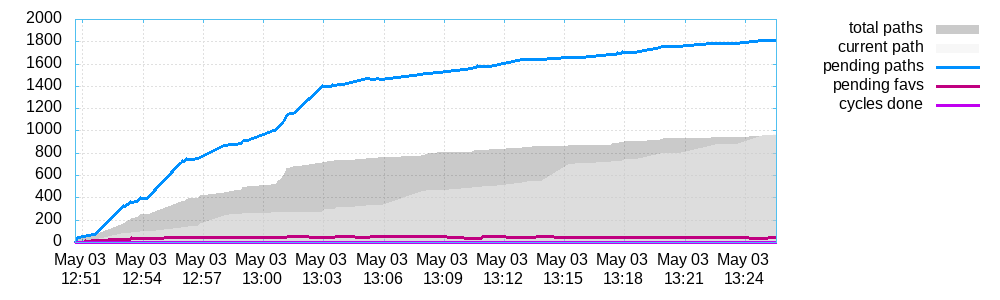 2000
1800
1600
1400
1200
1000
800
600
400
200
0
May 03 May 03 May 03 May 03 May 03 May 03 May 03 May 03 May 03 May 03 May 03 May 03
12:51 12:54 12:57 13:00 13:03 13:06 13:09 13:12 13:15 13:18 13:21 13:24
total paths
current path
pending paths
pending favs
cycles done